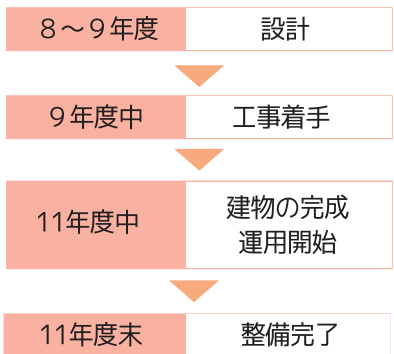 ８～９年度 設計
９年度中 工事着手
11年度中 建物の完成
運用開始
11年度末 整備完了